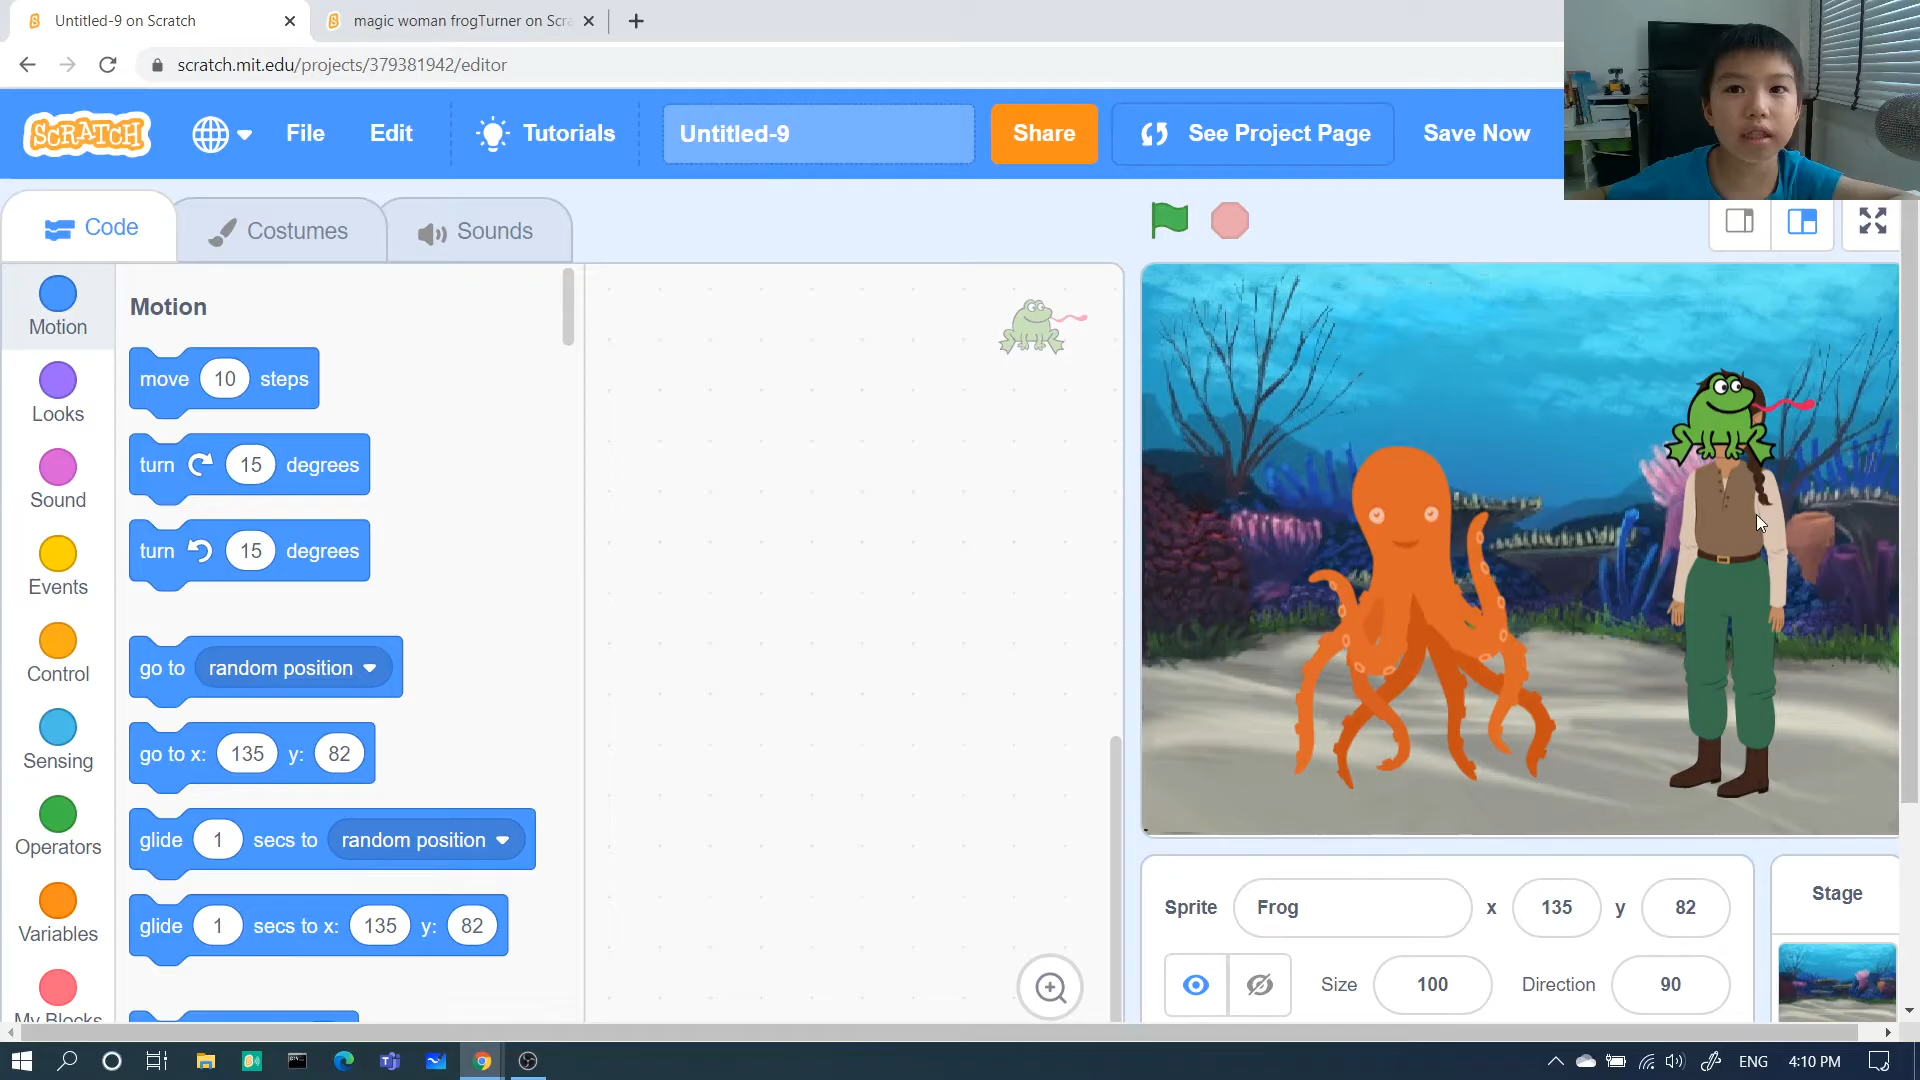 Untitled-9 on Scratch
magic woman frogTurner on Scra
scratch.mit.edu/projects/379381942/editor
SCRATCH
File
Edit
Tutorials
Untitled-9
Share
See Project Page
Save Now
Code
Costumes
Sounds
Motion
Looks
Sound
Events
Control
Sensing
Operators
Variables
My Blocks
Motion
move 10 steps
turn 15 degrees
turn 15 degrees
go to random position
go to x: 135 y: 82
glide 1 secs to random position
glide 1 secs to x: 135 y: 82
Sprite Frog x 135 y 82
Size 100 Direction 90
Stage
ENG 4:10 PM